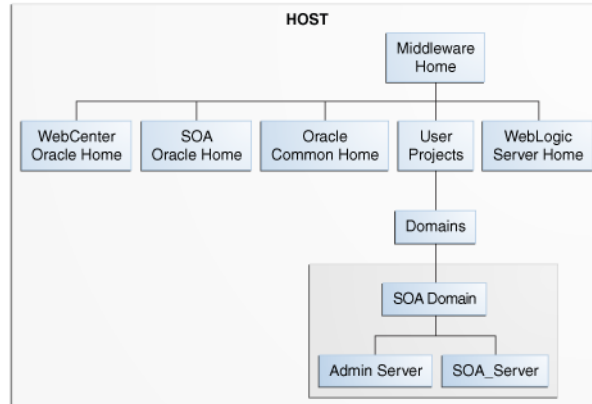 HOST
Middleware
Home
WebCenter
Oracle Home
SOA
Oracle Home
Oracle
Common Home
User
Projects
WebLogic
Server Home
Domains
SOA Domain
Admin Server
SOA_Server